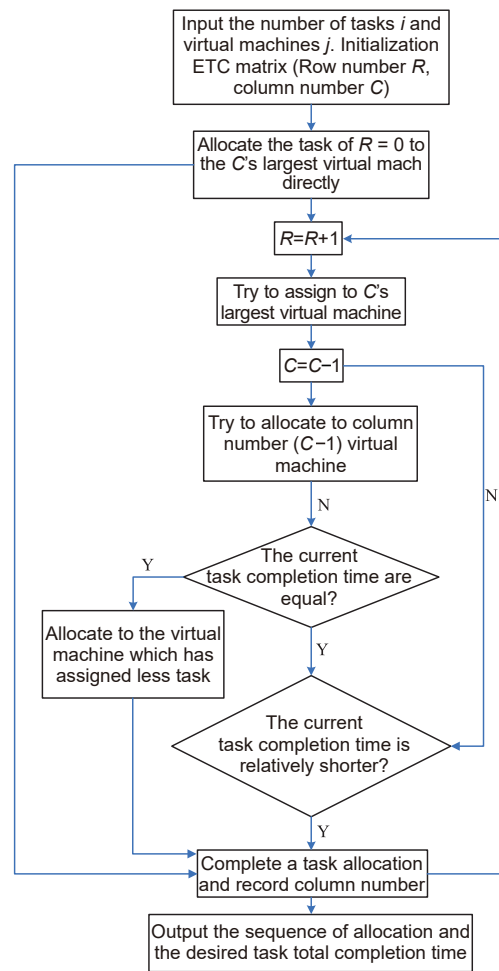 Input the number of tasks i and
virtual machines j. Initialization
ETC matrix (Row number R,
column number C)
Allocate the task of R = 0 to
the C's largest virtual mach
directly
R=R+1
Try to assign to C's
largest virtual machine
C=C−1
Try to allocate to column
number (C−1) virtual
machine
N
N
The current
task completion time are
equal?
Y
Allocate to the virtual
machine which has
assigned less task
Y
The current
task completion time is
relatively shorter?
Y
Complete a task allocation
and record column number
Output the sequence of allocation and
the desired task total completion time